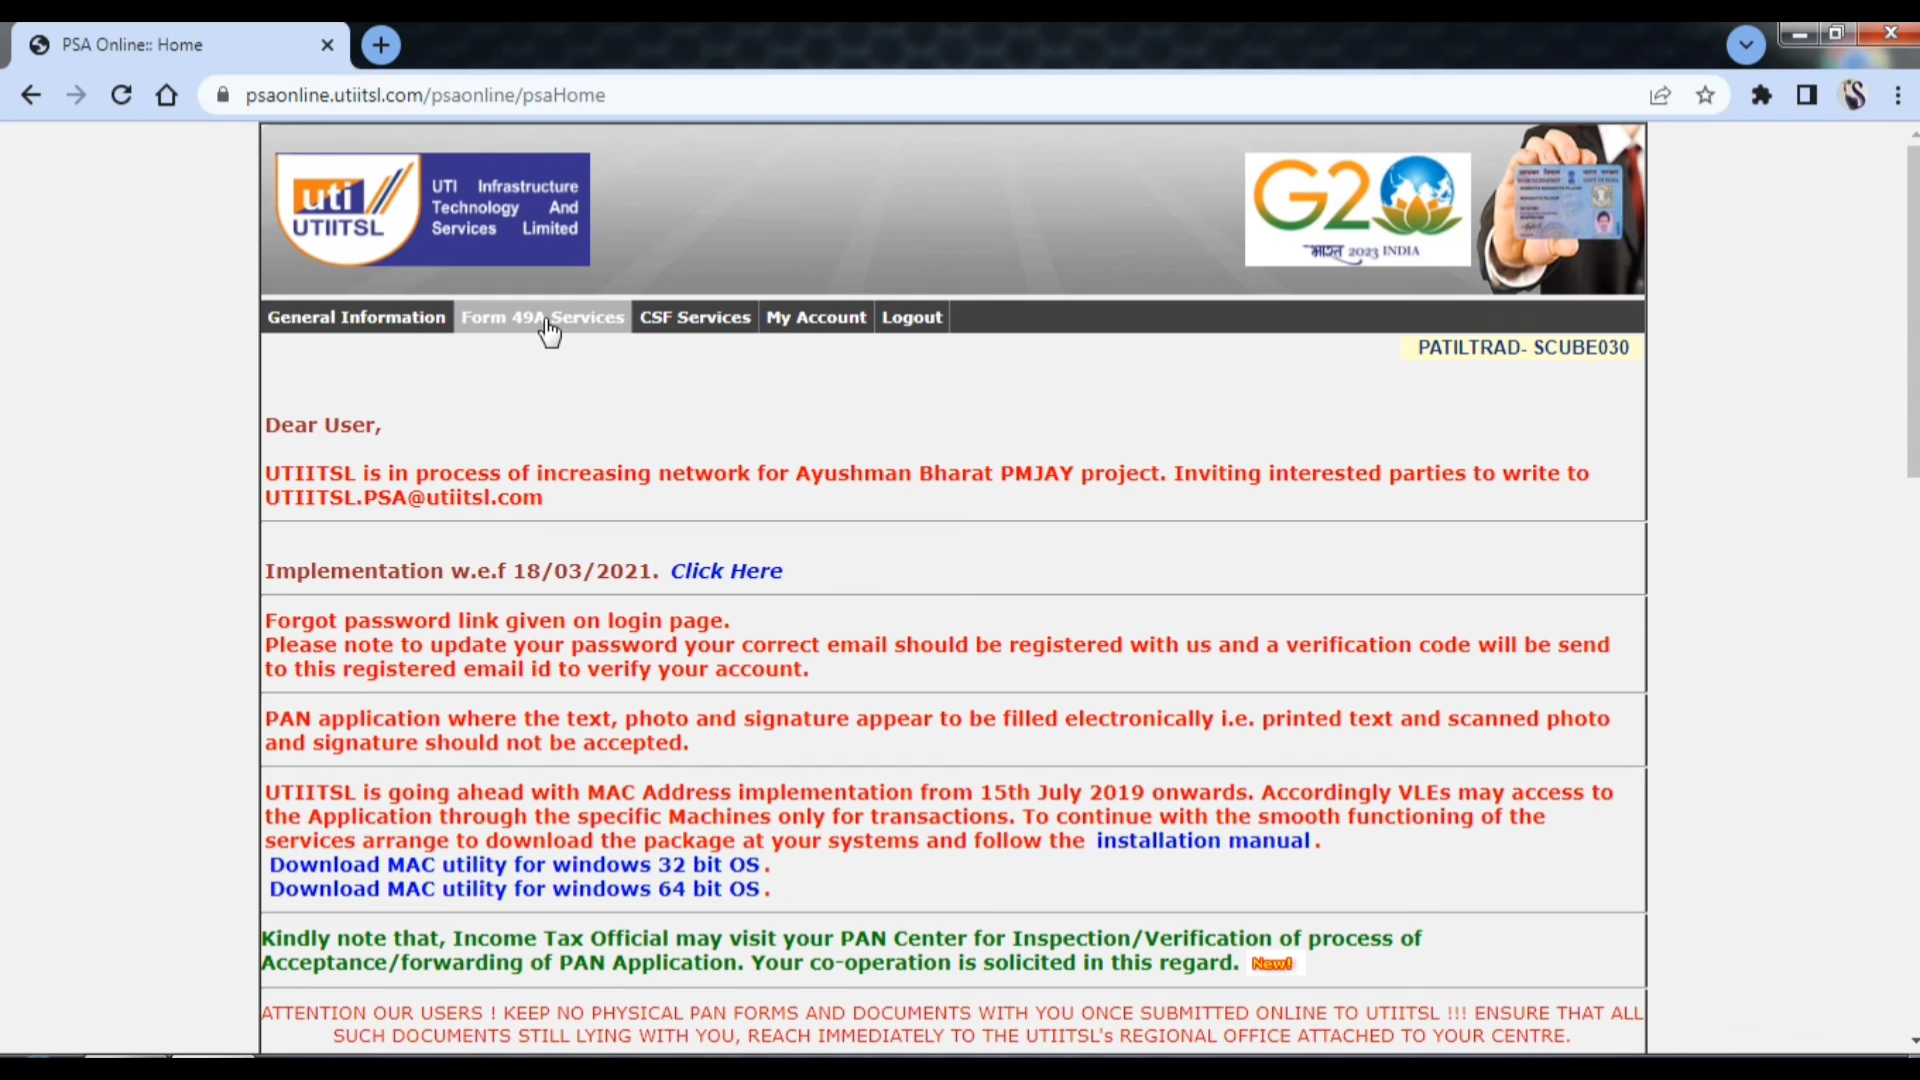 PSA Online:: Home
psaonline.utiitsl.com/psaonline/psaHome
uti
UTIITSL
UTI Infrastructure
Technology And
Services Limited
G20
भारत 2023 INDIA
General Information Form 49A Services CSF Services My Account Logout
PATILTRAD- SCUBE030
Dear User,
UTIITSL is in process of increasing network for Ayushman Bharat PMJAY project. Inviting interested parties to write to
UTIITSL.PSA@utiitsl.com
Implementation w.e.f 18/03/2021. Click Here
Forgot password link given on login page.
Please note to update your password your correct email should be registered with us and a verification code will be send
to this registered email id to verify your account.
PAN application where the text, photo and signature appear to be filled electronically i.e. printed text and scanned photo
and signature should not be accepted.
UTIITSL is going ahead with MAC Address implementation from 15th July 2019 onwards. Accordingly VLEs may access to
the Application through the specific Machines only for transactions. To continue with the smooth functioning of the
services arrange to download the package at your systems and follow the installation manual.
Download MAC utility for windows 32 bit OS.
Download MAC utility for windows 64 bit OS.
Kindly note that, Income Tax Official may visit your PAN Center for Inspection/Verification of process of
Acceptance/forwarding of PAN Application. Your co-operation is solicited in this regard. New!
ATTENTION OUR USERS ! KEEP NO PHYSICAL PAN FORMS AND DOCUMENTS WITH YOU ONCE SUBMITTED ONLINE TO UTIITSL !!! ENSURE THAT ALL
SUCH DOCUMENTS STILL LYING WITH YOU, REACH IMMEDIATELY TO THE UTIITSL's REGIONAL OFFICE ATTACHED TO YOUR CENTRE.